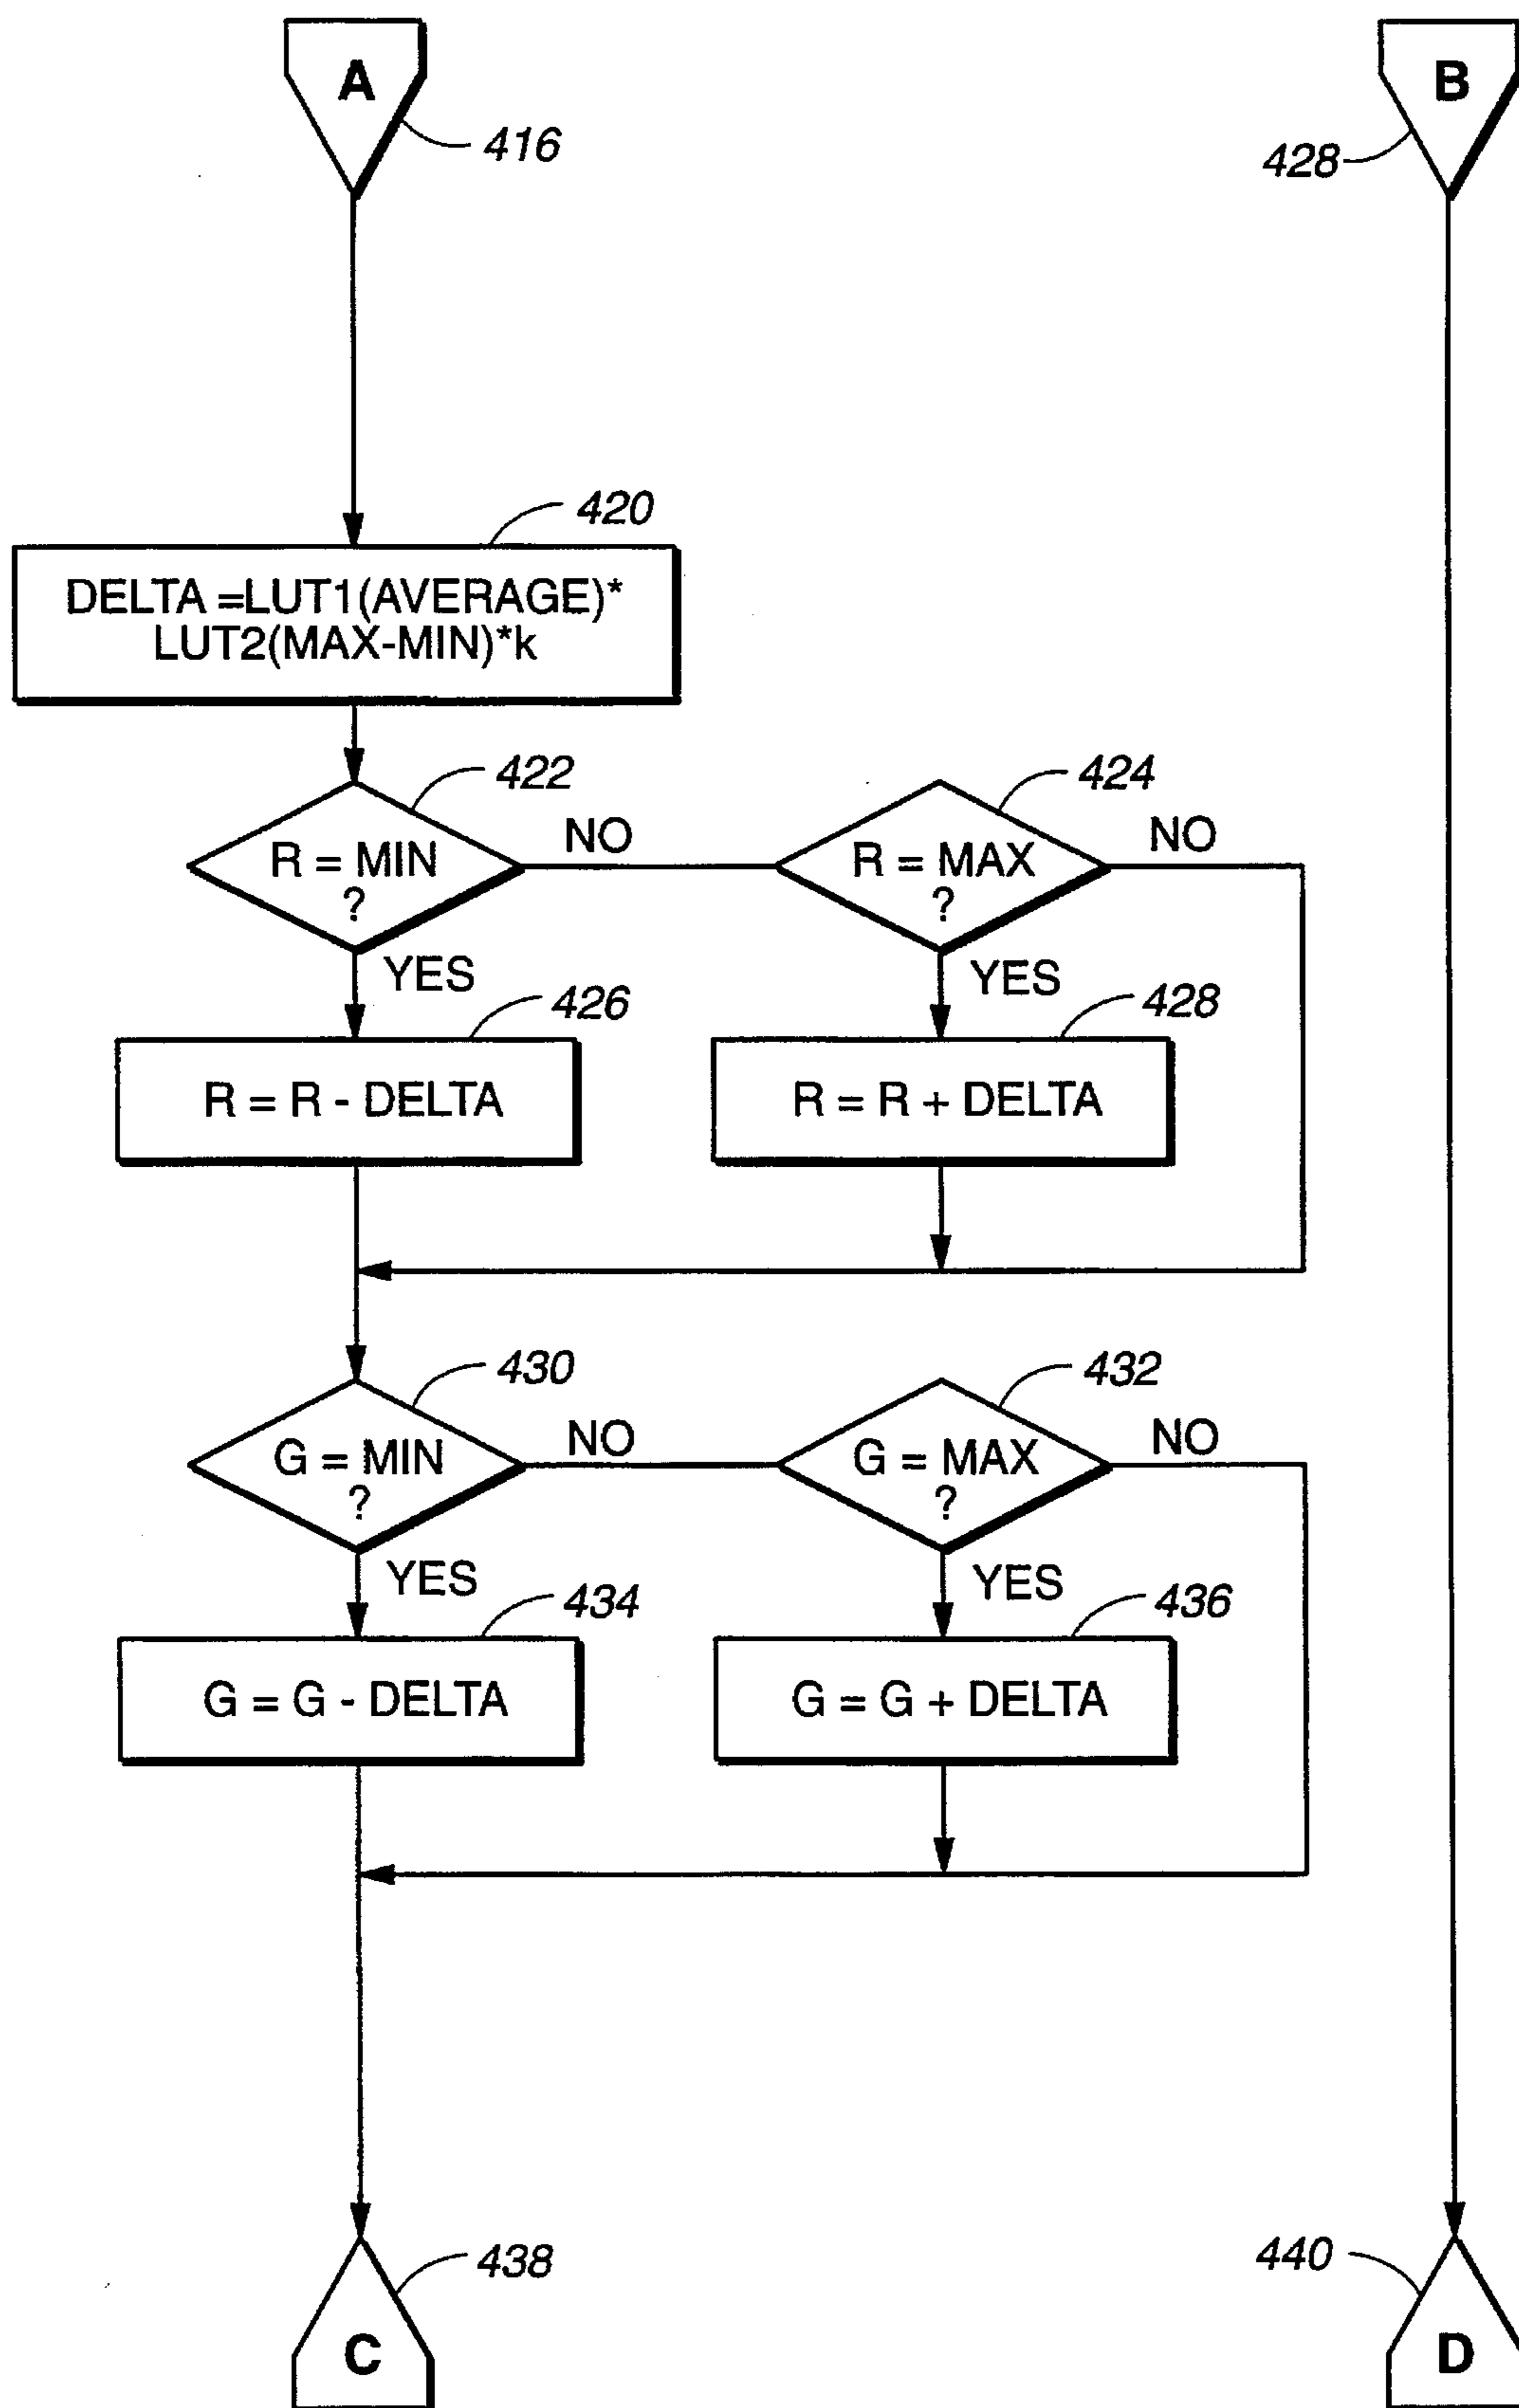 A
416
B
428
420
DELTA =LUT1(AVERAGE)*
LUT2(MAX-MIN)*k
422
R = MIN
?
NO
424
R = MAX
?
NO
YES
426
R = R - DELTA
YES
428
R = R + DELTA
430
G = MIN
?
NO
432
G = MAX
?
NO
YES
434
G = G - DELTA
YES
436
G = G + DELTA
438
C
440
D